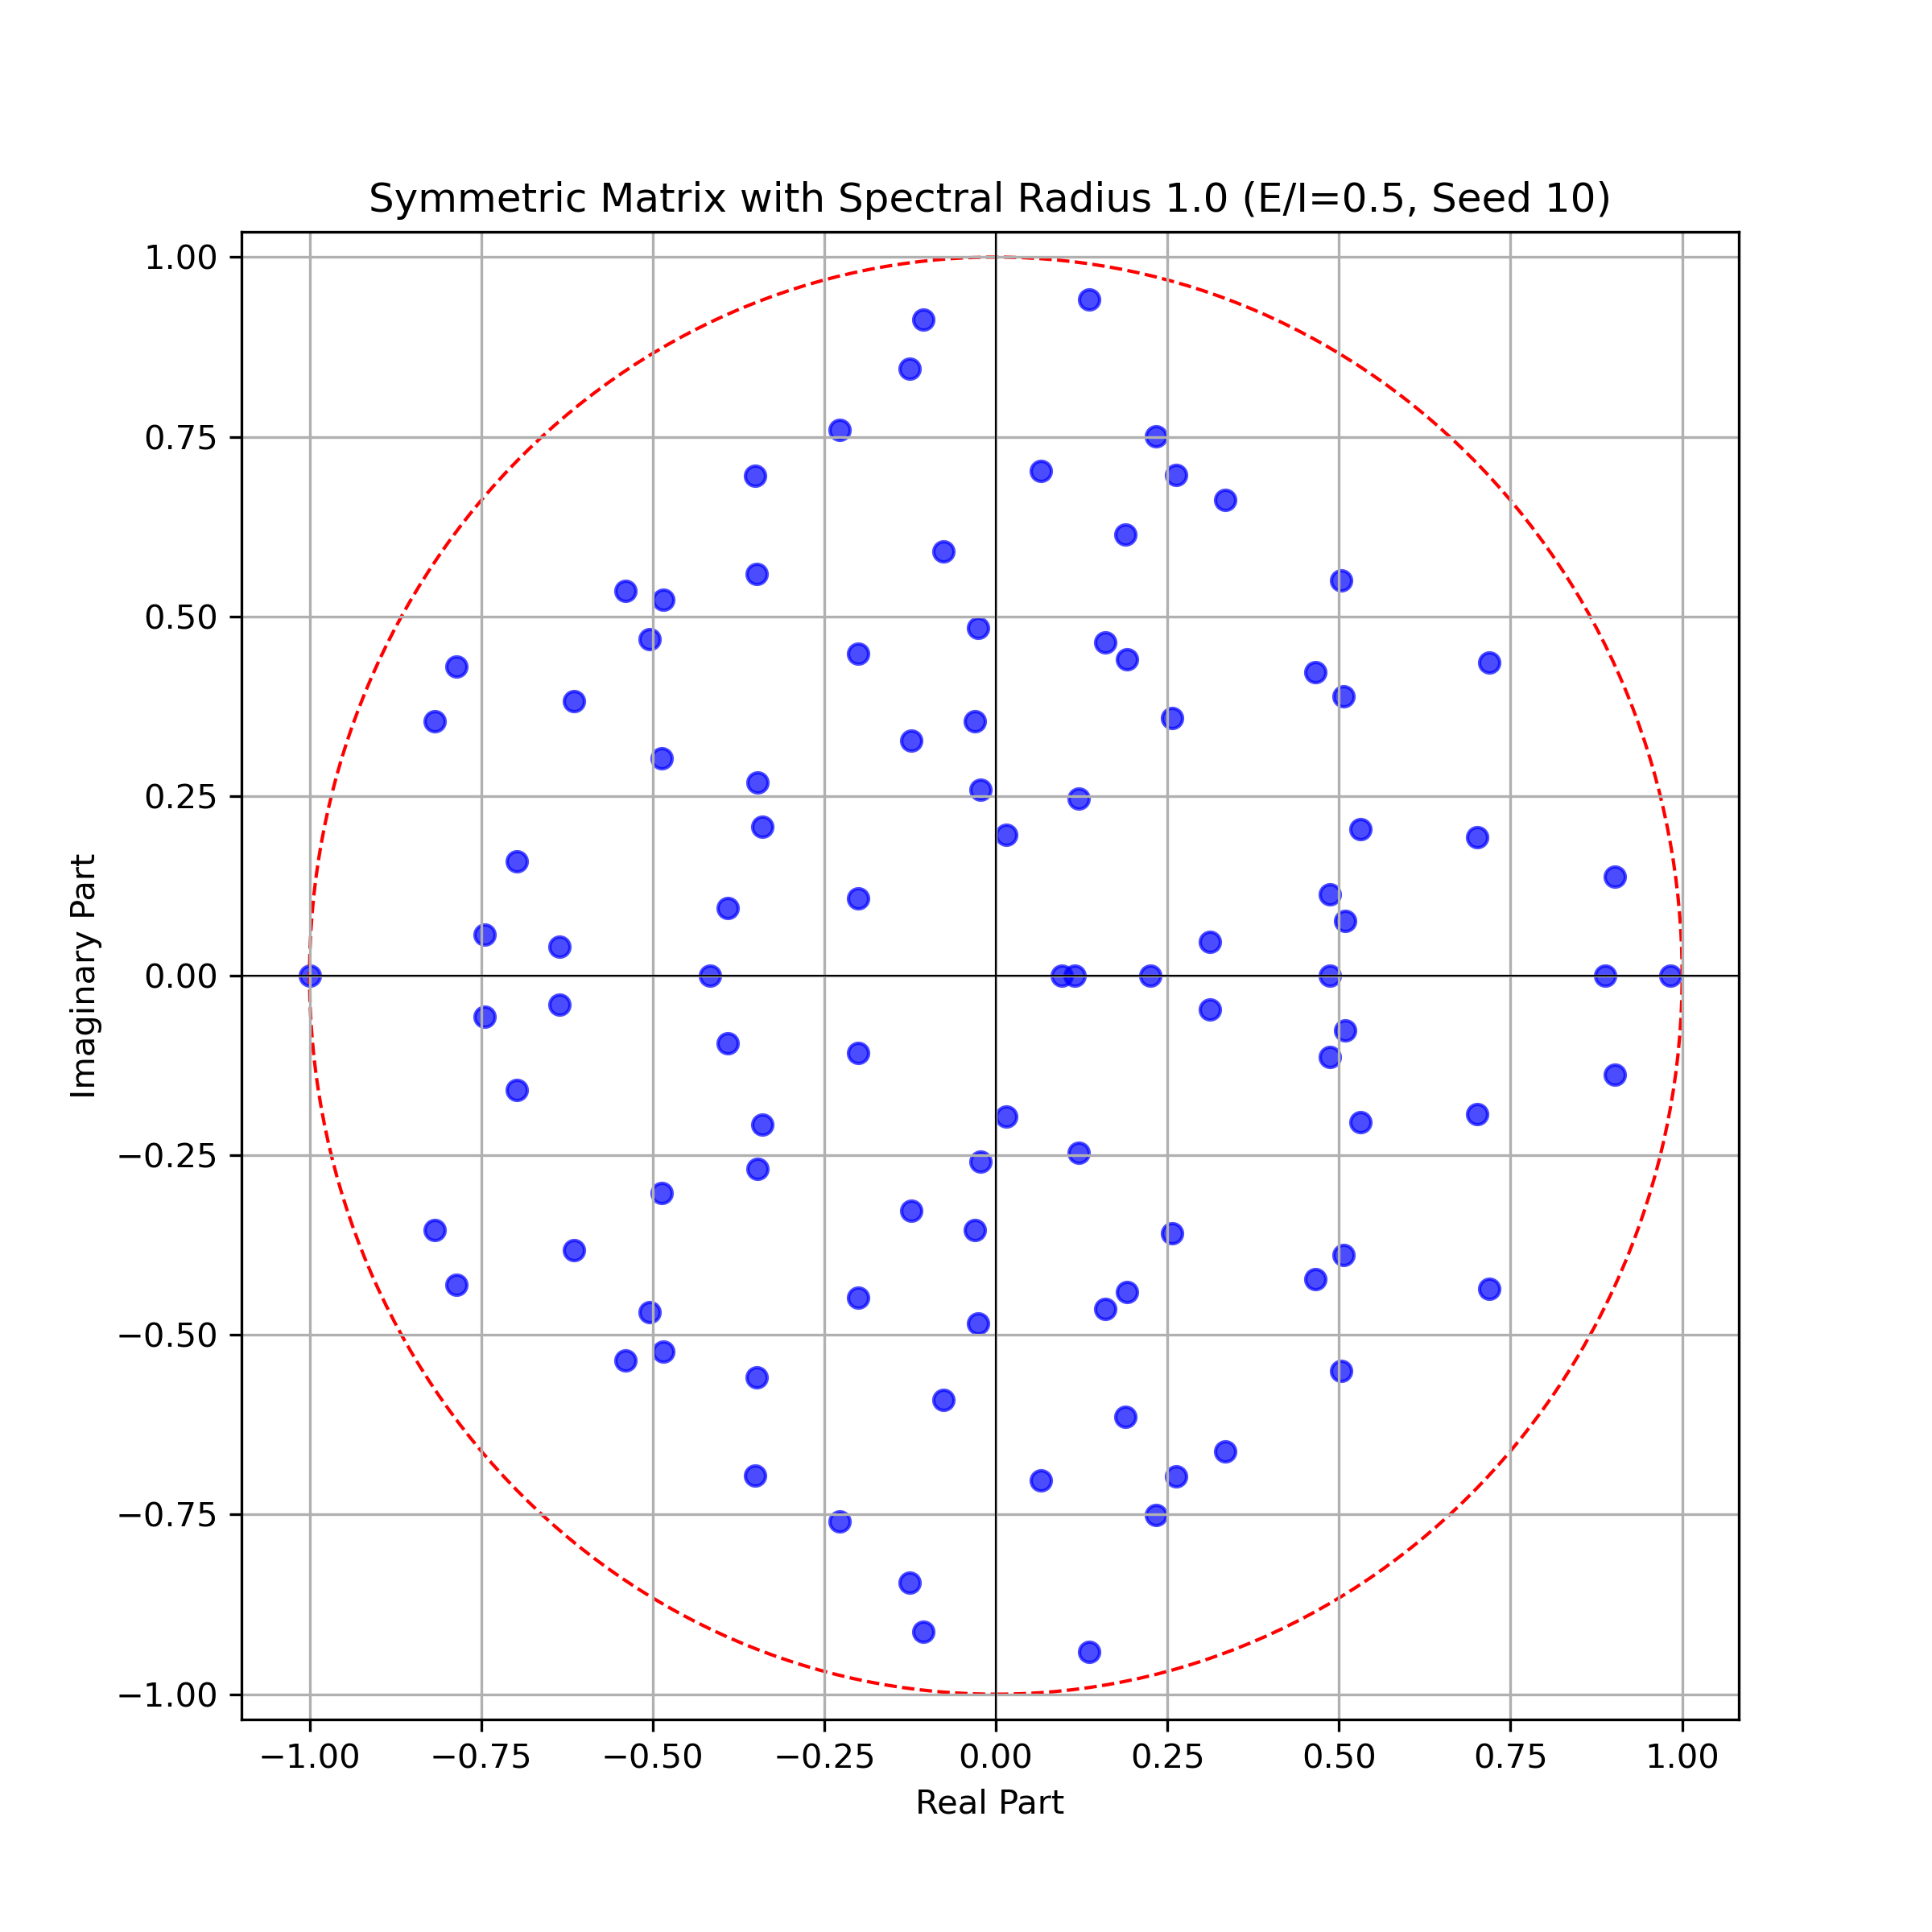 Symmetric Matrix with Spectral Radius 1.0 (E/I=0.5, Seed 10)
1.00
0.75
0.50
0.25
0.00
−0.25
−0.50
−0.75
−1.00
Imaginary Part
−1.00 −0.75 −0.50 −0.25 0.00 0.25 0.50 0.75 1.00
Real Part